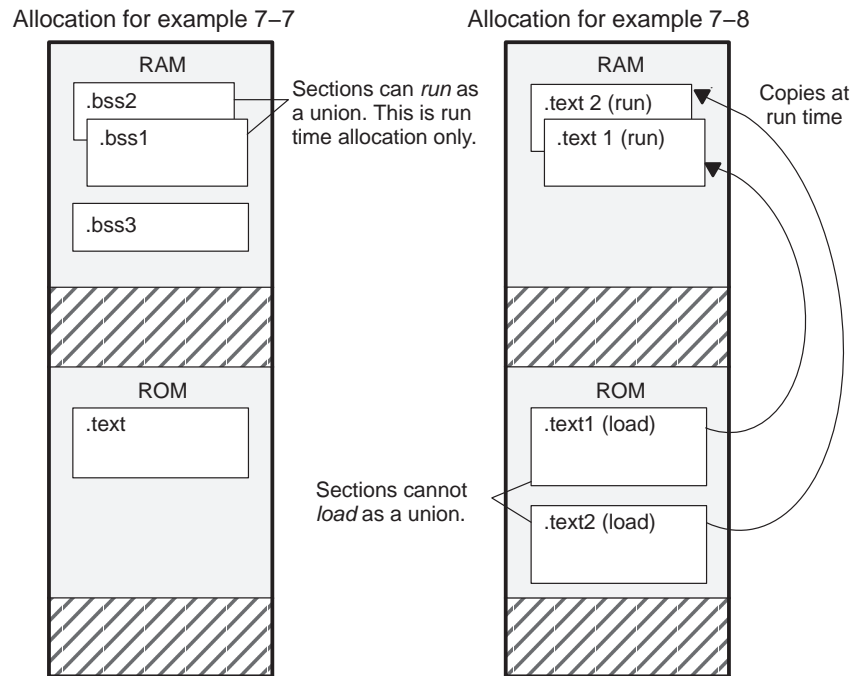 Allocation for example 7–7
RAM
.bss2
.bss1
.bss3
Sections can run as
a union. This is run
time allocation only.
ROM
.text
Allocation for example 7–8
RAM
.text 2 (run)
.text 1 (run)
Copies at
run time
ROM
.text1 (load)
.text2 (load)
Sections cannot
load as a union.